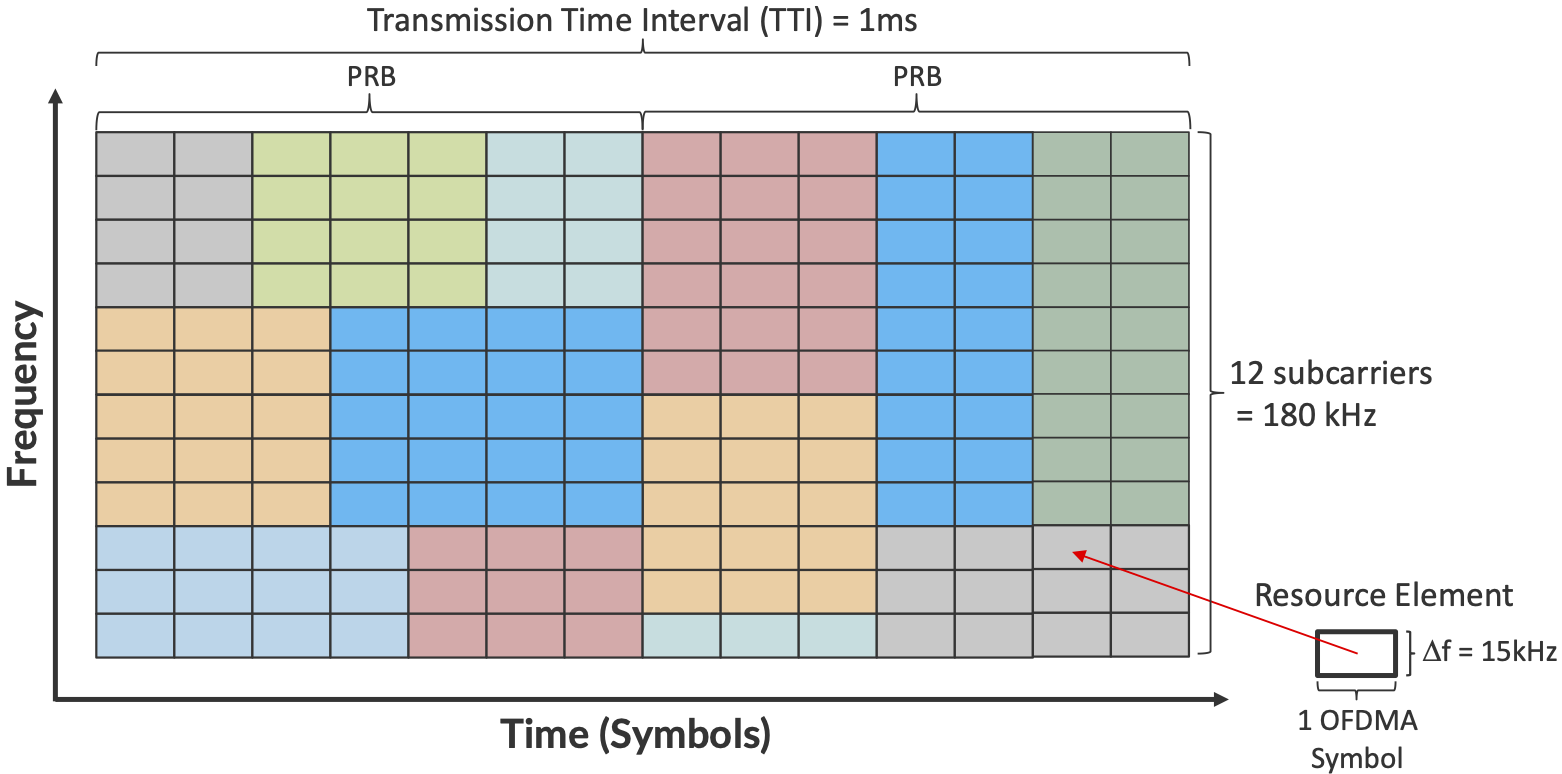 Transmission Time Interval (TTI) = 1ms
PRB
PRB
Frequency
12 subcarriers
= 180 kHz
Resource Element
Δf = 15kHz
1 OFDMA
Symbol
Time (Symbols)